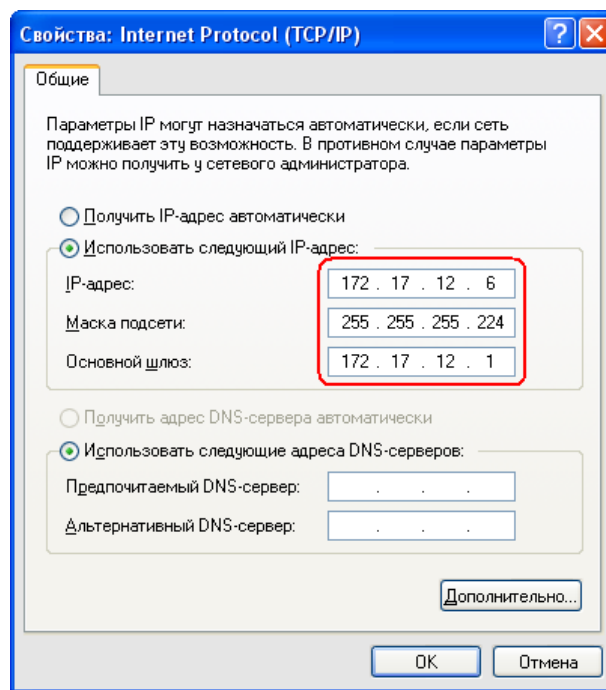 Свойства: Internet Protocol (TCP/IP)
Общие
Параметры IP могут назначаться автоматически, если сеть
поддерживает эту возможность. В противном случае параметры
IP можно получить у сетевого администратора.
Получить IP-адрес автоматически
Использовать следующий IP-адрес:
IP-адрес: 172 . 17 . 12 . 6
Маска подсети: 255 . 255 . 255 . 224
Основной шлюз: 172 . 17 . 12 . 1
Получить адрес DNS-сервера автоматически
Использовать следующие адреса DNS-серверов:
Предпочитаемый DNS-сервер: . . .
Альтернативный DNS-сервер: . . .
Дополнительно...
OK Отмена